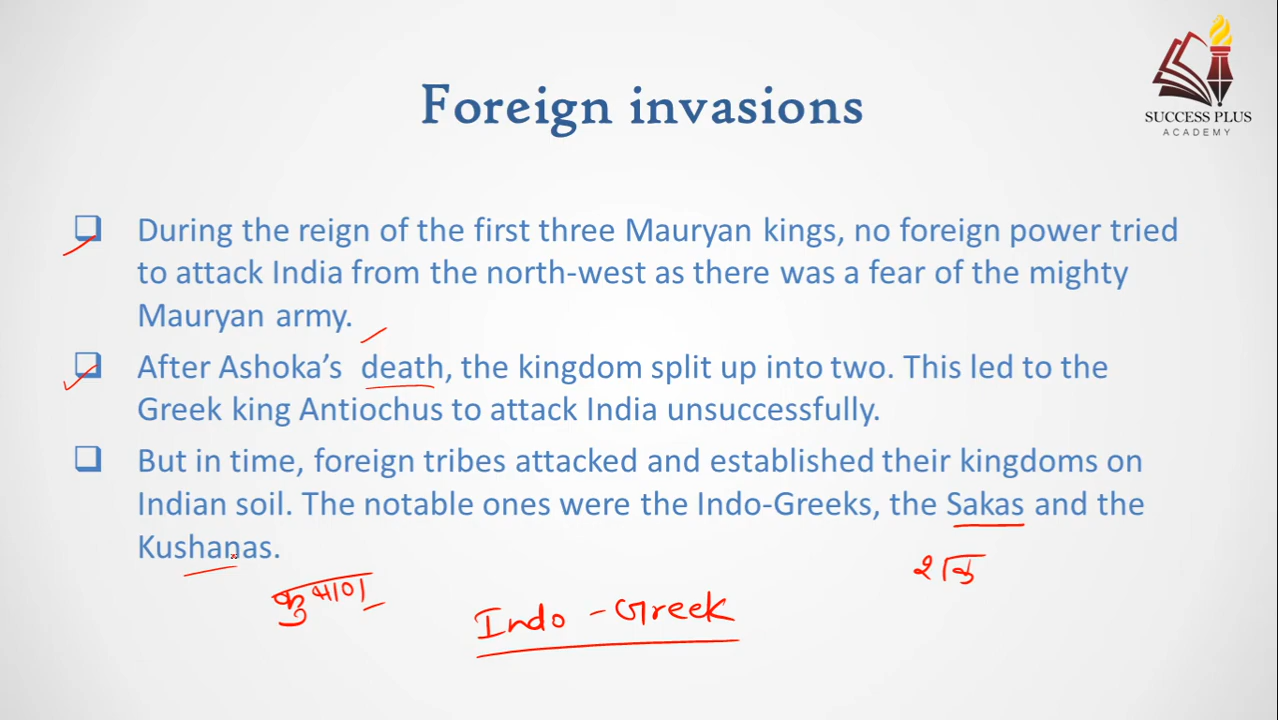 SUCCESS PLUS
ACADEMY
Foreign invasions
During the reign of the first three Mauryan kings, no foreign power tried
to attack India from the north-west as there was a fear of the mighty
Mauryan army.
After Ashoka’s death, the kingdom split up into two. This led to the
Greek king Antiochus to attack India unsuccessfully.
But in time, foreign tribes attacked and established their kingdoms on
Indian soil. The notable ones were the Indo-Greeks, the Sakas and the
Kushanas.
शक
कुषाण
Indo - Greek